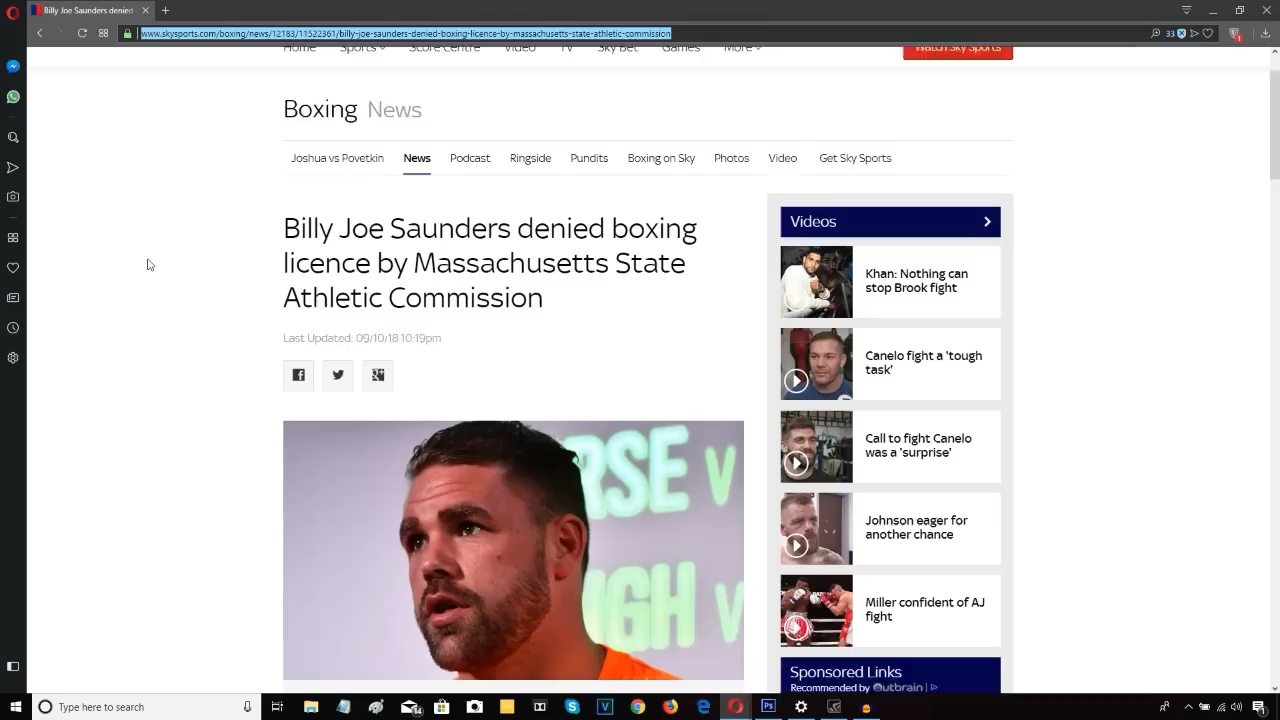 Billy Joe Saunders denied
www.skysports.com/boxing/news/12183/11522361/billy-joe-saunders-denied-boxing-licence-by-massachusetts-state-athletic-commission
33
1
Home Sports Score Centre Video TV Sky Bet Games More
Watch Sky Sports
Boxing News
Joshua vs Povetkin News Podcast Ringside Pundits Boxing on Sky Photos Video Get Sky Sports
Billy Joe Saunders denied boxing
licence by Massachusetts State
Athletic Commission
Last Updated: 09/10/18 10:19pm
RSE V
UGH V
Videos
Khan: Nothing can
stop Brook fight
Canelo fight a 'tough
task'
Call to fight Canelo
was a 'surprise'
Johnson eager for
another chance
Miller confident of AJ
fight
Sponsored Links
Recommended by Outbrain
Type here to search
14